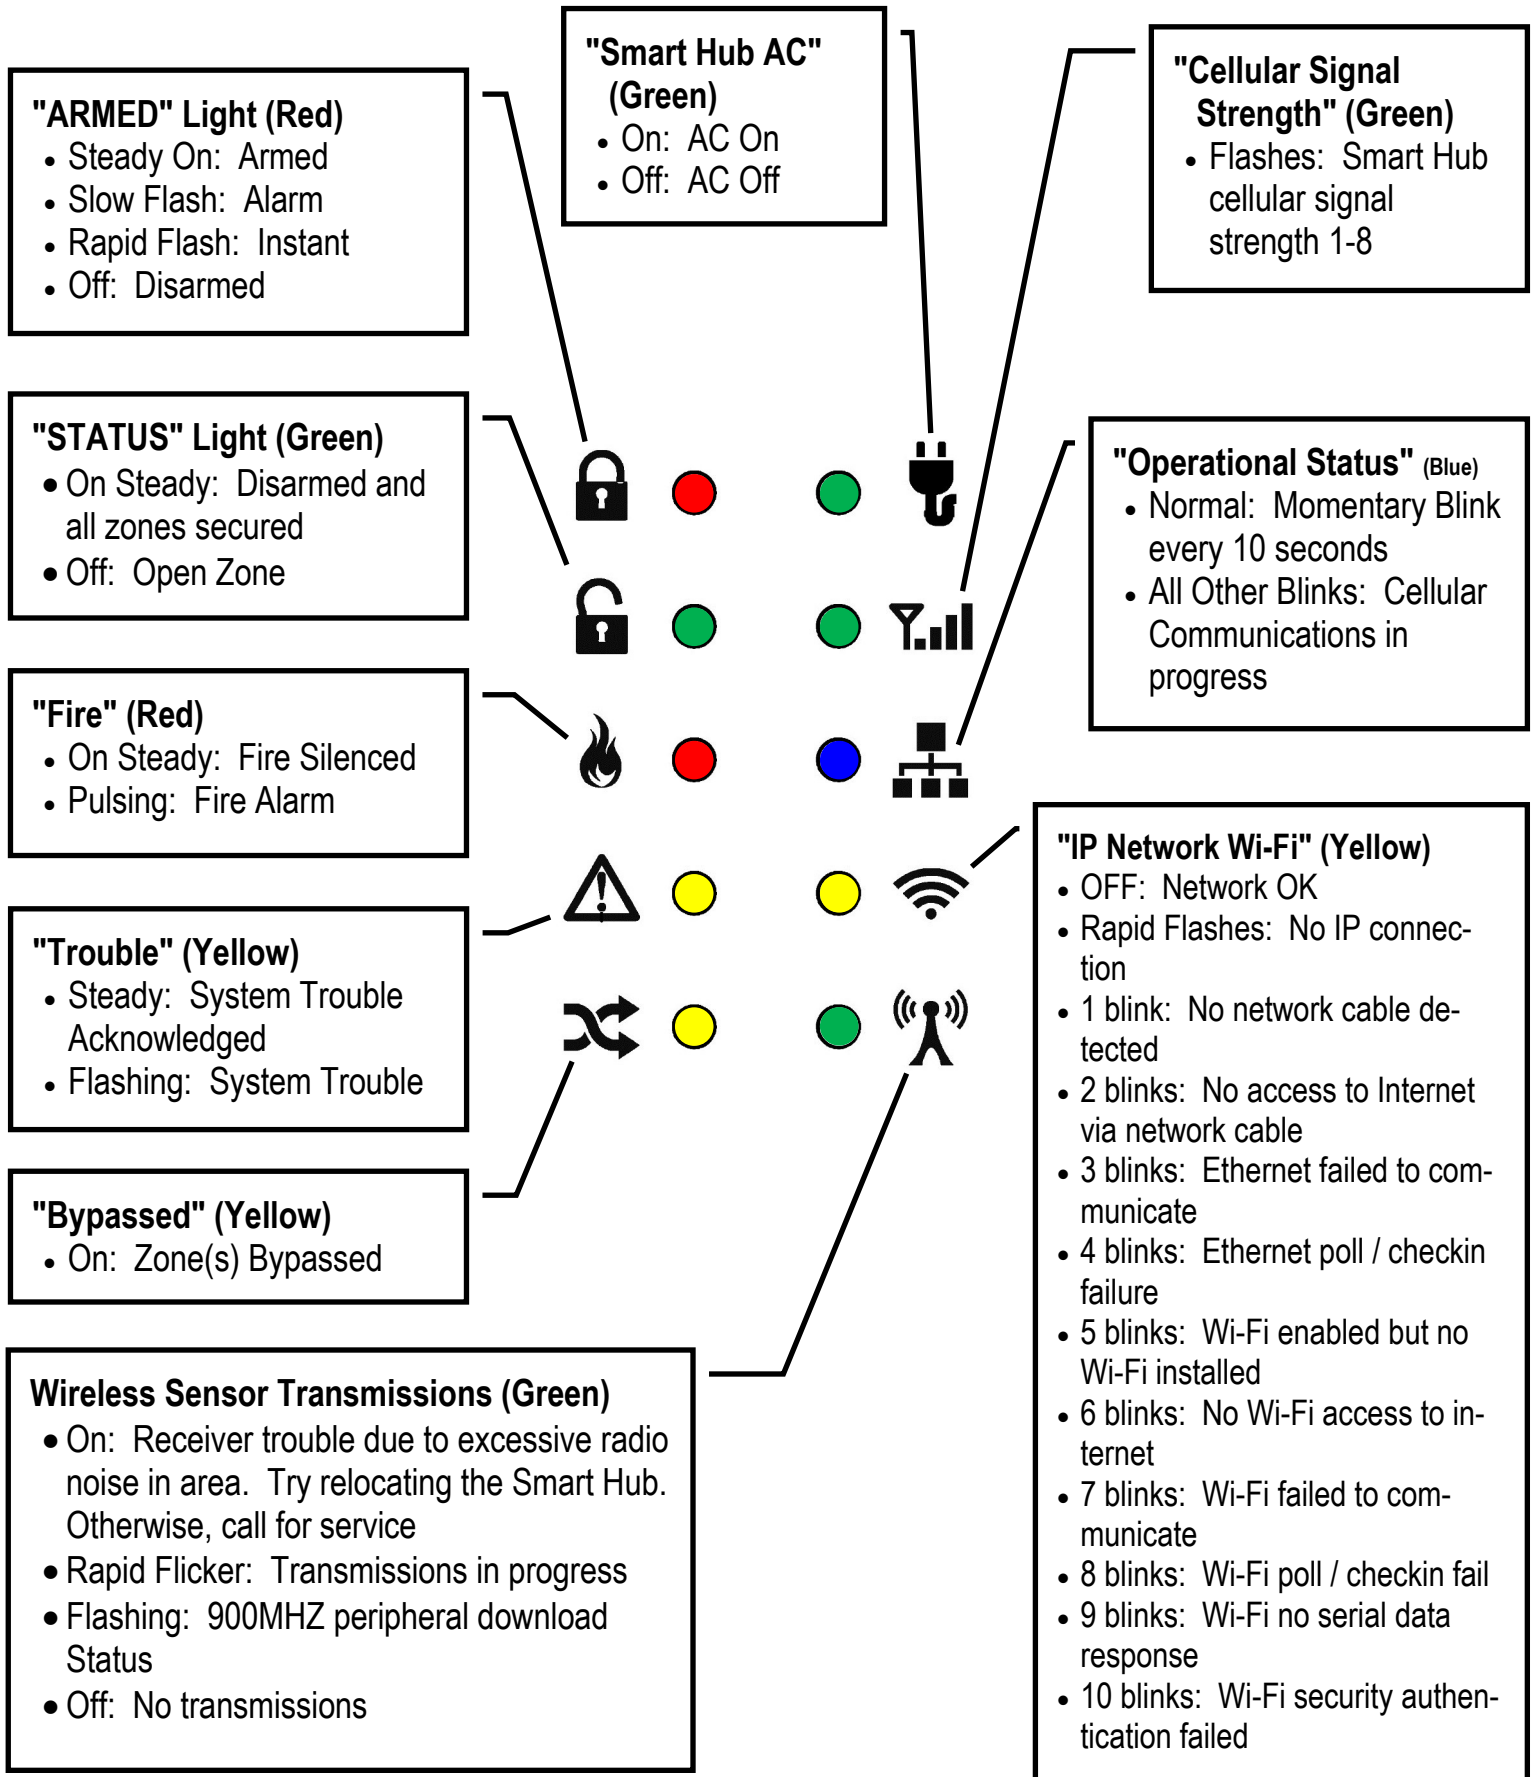 "ARMED" Light (Red)
• Steady On:  Armed
• Slow Flash:  Alarm
• Rapid Flash:  Instant
• Off:  Disarmed
"Smart Hub AC"
(Green)
• On:  AC On
• Off:  AC Off
"Cellular Signal
Strength" (Green)
• Flashes:  Smart Hub
cellular signal
strength 1-8
"STATUS" Light (Green)
• On Steady:  Disarmed and
all zones secured
• Off:  Open Zone
"Operational Status" (Blue)
• Normal:  Momentary Blink
every 10 seconds
• All Other Blinks:  Cellular
Communications in
progress
"Fire" (Red)
• On Steady:  Fire Silenced
• Pulsing:  Fire Alarm
"Trouble" (Yellow)
• Steady:  System Trouble
Acknowledged
• Flashing:  System Trouble
"Bypassed" (Yellow)
• On:  Zone(s) Bypassed
"IP Network Wi-Fi" (Yellow)
• OFF:  Network OK
• Rapid Flashes:  No IP connec-
tion
• 1 blink:  No network cable de-
tected
• 2 blinks:  No access to Internet
via network cable
• 3 blinks:  Ethernet failed to com-
municate
• 4 blinks:  Ethernet poll / checkin
failure
• 5 blinks:  Wi-Fi enabled but no
Wi-Fi installed
• 6 blinks:  No Wi-Fi access to in-
ternet
• 7 blinks:  Wi-Fi failed to com-
municate
• 8 blinks:  Wi-Fi poll / checkin fail
• 9 blinks:  Wi-Fi no serial data
response
• 10 blinks:  Wi-Fi security authen-
tication failed
Wireless Sensor Transmissions (Green)
• On:  Receiver trouble due to excessive radio
noise in area.  Try relocating the Smart Hub.
Otherwise, call for service
• Rapid Flicker:  Transmissions in progress
• Flashing:  900MHZ peripheral download
Status
• Off:  No transmissions